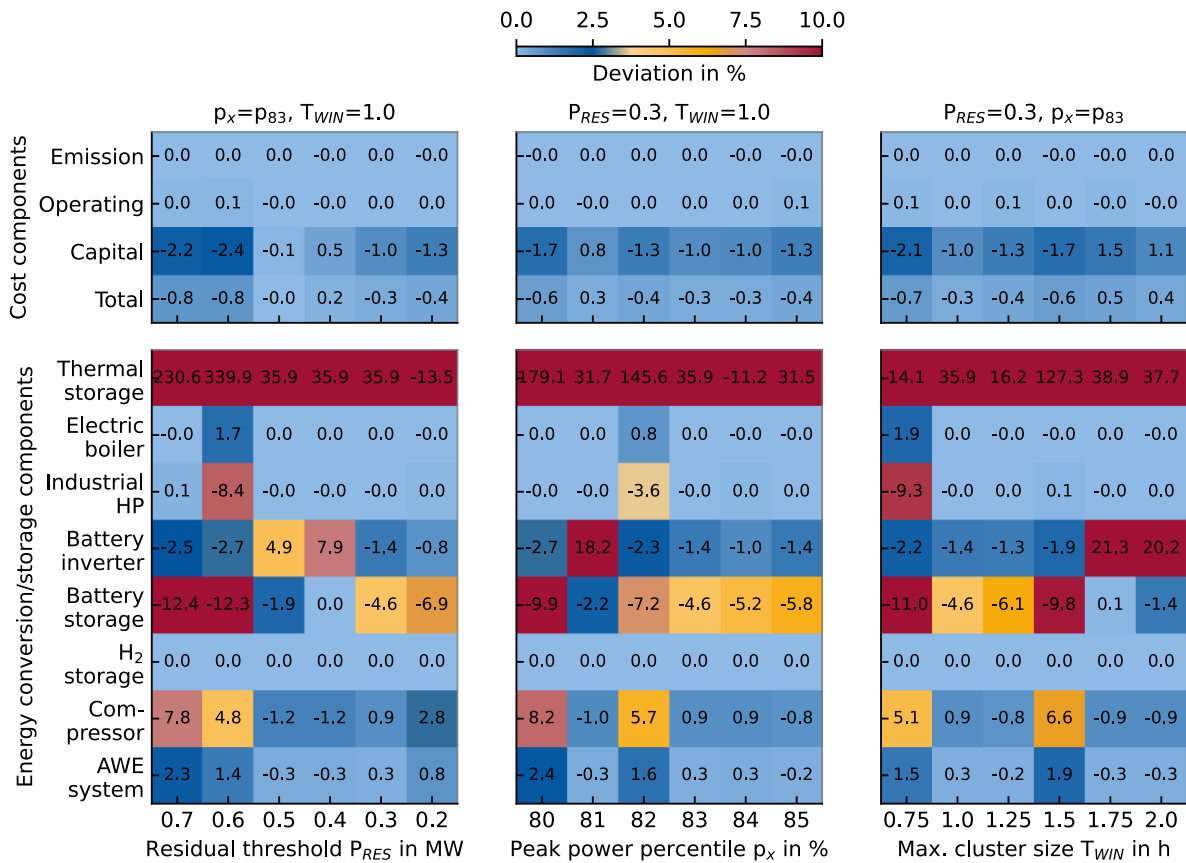 0.0 2.5 5.0 7.5 10.0
Deviation in %
pₓ=p₈₃, T_WIN=1.0
P_RES=0.3, T_WIN=1.0
P_RES=0.3, pₓ=p₈₃
Cost components
Emission 0.0 0.0 0.0 -0.0 0.0 -0.0 -0.0 0.0 0.0 0.0 -0.0 -0.0 0.0 0.0 0.0 -0.0 -0.0 0.0
Operating 0.0 0.1 -0.0 -0.0 0.0 0.0 0.0 -0.0 0.0 0.0 0.0 0.1 0.1 0.0 0.1 0.0 -0.0 -0.0
Capital -2.2 -2.4 -0.1 0.5 -1.0 -1.3 -1.7 0.8 -1.3 -1.0 -1.0 -1.3 -2.1 -1.0 -1.3 -1.7 1.5 1.1
Total -0.8 -0.8 -0.0 0.2 -0.3 -0.4 -0.6 0.3 -0.4 -0.3 -0.3 -0.4 -0.7 -0.3 -0.4 -0.6 0.5 0.4
Energy conversion/storage components
Thermal
storage 230.6 339.9 35.9 35.9 35.9 -13.5 179.1 31.7 145.6 35.9 -11.2 31.5 -14.1 35.9 16.2 127.3 38.9 37.7
Electric
boiler -0.0 1.7 0.0 0.0 0.0 -0.0 0.0 0.0 0.8 0.0 0.0 -0.0 1.9 0.0 -0.0 -0.0 0.0 -0.0
Industrial
HP 0.1 -8.4 -0.0 -0.0 -0.0 0.0 -0.0 -0.0 -3.6 -0.0 0.0 0.0 -9.3 -0.0 0.0 0.1 -0.0 0.0
Battery
inverter -2.5 -2.7 4.9 7.9 -1.4 -0.8 -2.7 18.2 -2.3 -1.4 -1.0 -1.4 -2.2 -1.4 -1.3 -1.9 21.3 20.2
Battery
storage -12.4 -12.3 -1.9 0.0 -4.6 -6.9 -9.9 -2.2 -7.2 -4.6 -5.2 -5.8 -11.0 -4.6 -6.1 -9.8 0.1 -1.4
H₂
storage 0.0 0.0 0.0 0.0 0.0 0.0 0.0 0.0 0.0 0.0 0.0 0.0 0.0 0.0 0.0 0.0 0.0 0.0
Com-
pressor 7.8 4.8 -1.2 -1.2 0.9 2.8 8.2 -1.0 5.7 0.9 0.9 -0.8 5.1 0.9 -0.8 6.6 -0.9 -0.9
AWE
system 2.3 1.4 -0.3 -0.3 0.3 0.8 2.4 -0.3 1.6 0.3 0.3 -0.2 1.5 0.3 -0.2 1.9 -0.3 -0.3
0.7 0.6 0.5 0.4 0.3 0.2 80 81 82 83 84 85 0.75 1.0 1.25 1.5 1.75 2.0
Residual threshold P_RES in MW
Peak power percentile pₓ in %
Max. cluster size T_WIN in h